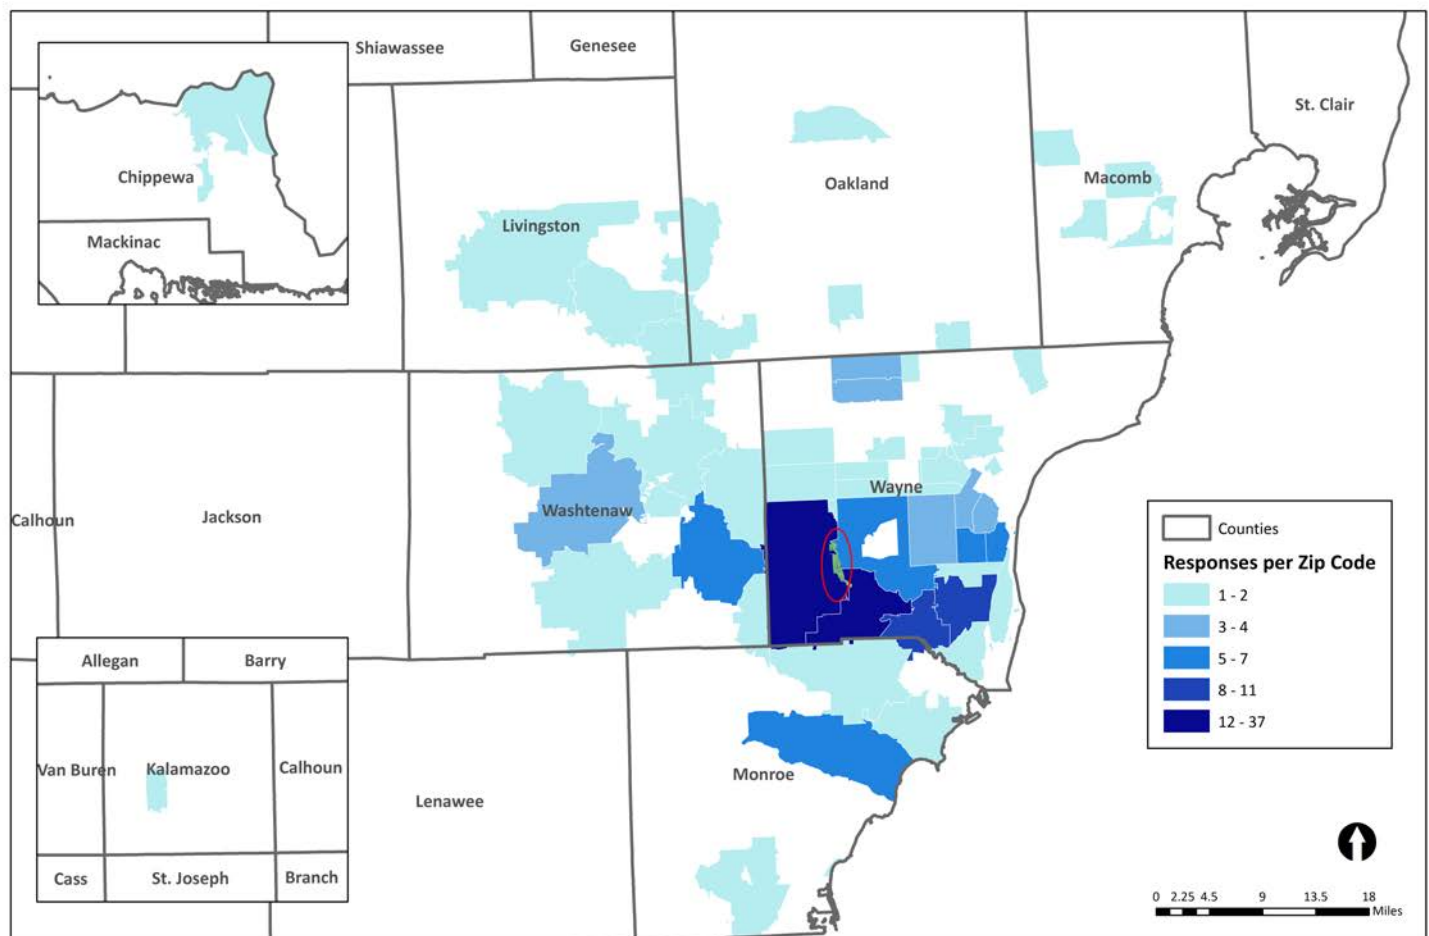 Shiawassee
Genesee
St. Clair
Chippewa
Mackinac
Livingston
Oakland
Macomb
Calhoun
Jackson
Washtenaw
Wayne
Counties
Responses per Zip Code
1 - 2
3 - 4
5 - 7
8 - 11
12 - 37
Allegan
Barry
Van Buren
Kalamazoo
Calhoun
Cass
St. Joseph
Branch
Lenawee
Monroe
0 2.25 4.5 9 13.5 18
Miles